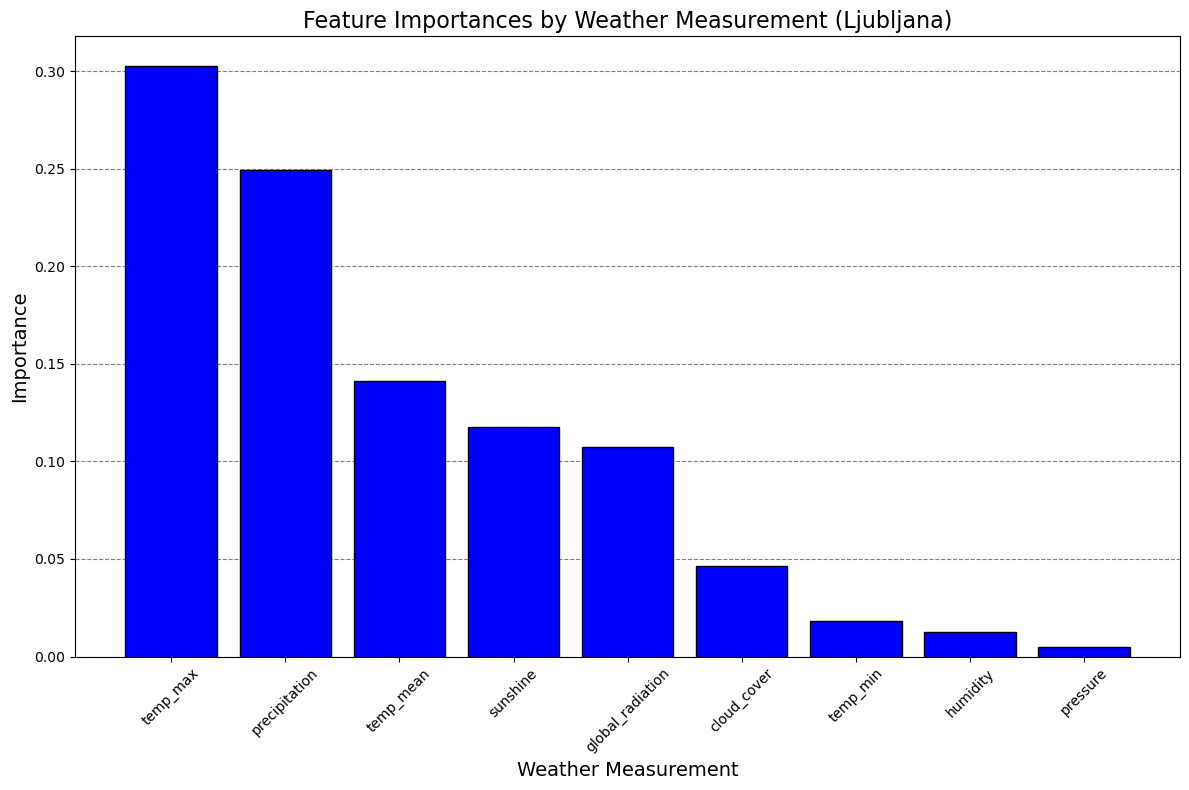 Feature Importances by Weather Measurement (Ljubljana)
Importance
0.30
0.25
0.20
0.15
0.10
0.05
0.00
temp_max
precipitation
temp_mean
sunshine
global_radiation
cloud_cover
temp_min
humidity
pressure
Weather Measurement